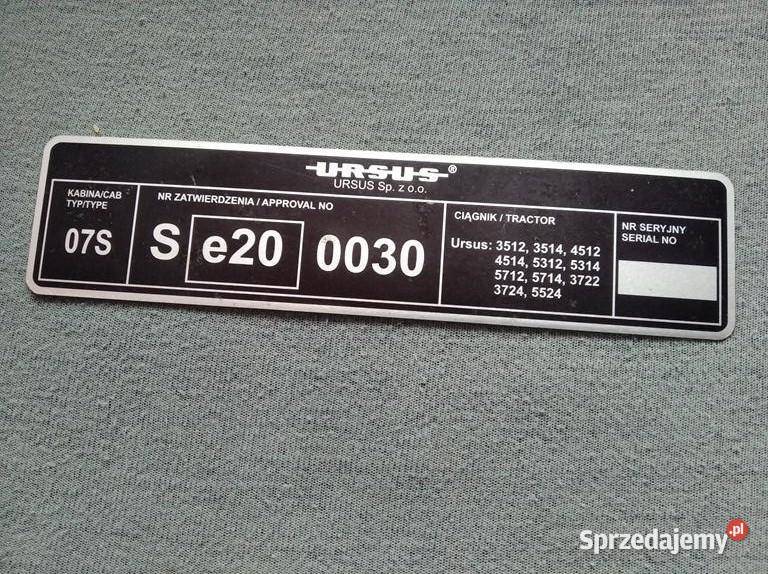 URSUS®
URSUS Sp. z o.o.
KABINA/CAB
TYP/TYPE
07S
NR ZATWIERDZENIA / APPROVAL NO
S e20 0030
CIĄGNIK / TRACTOR
Ursus: 3512, 3514, 4512
4514, 5312, 5314
5712, 5714, 3722
3724, 5524
NR SERYJNY
SERIAL NO
Sprzedajemy.pl